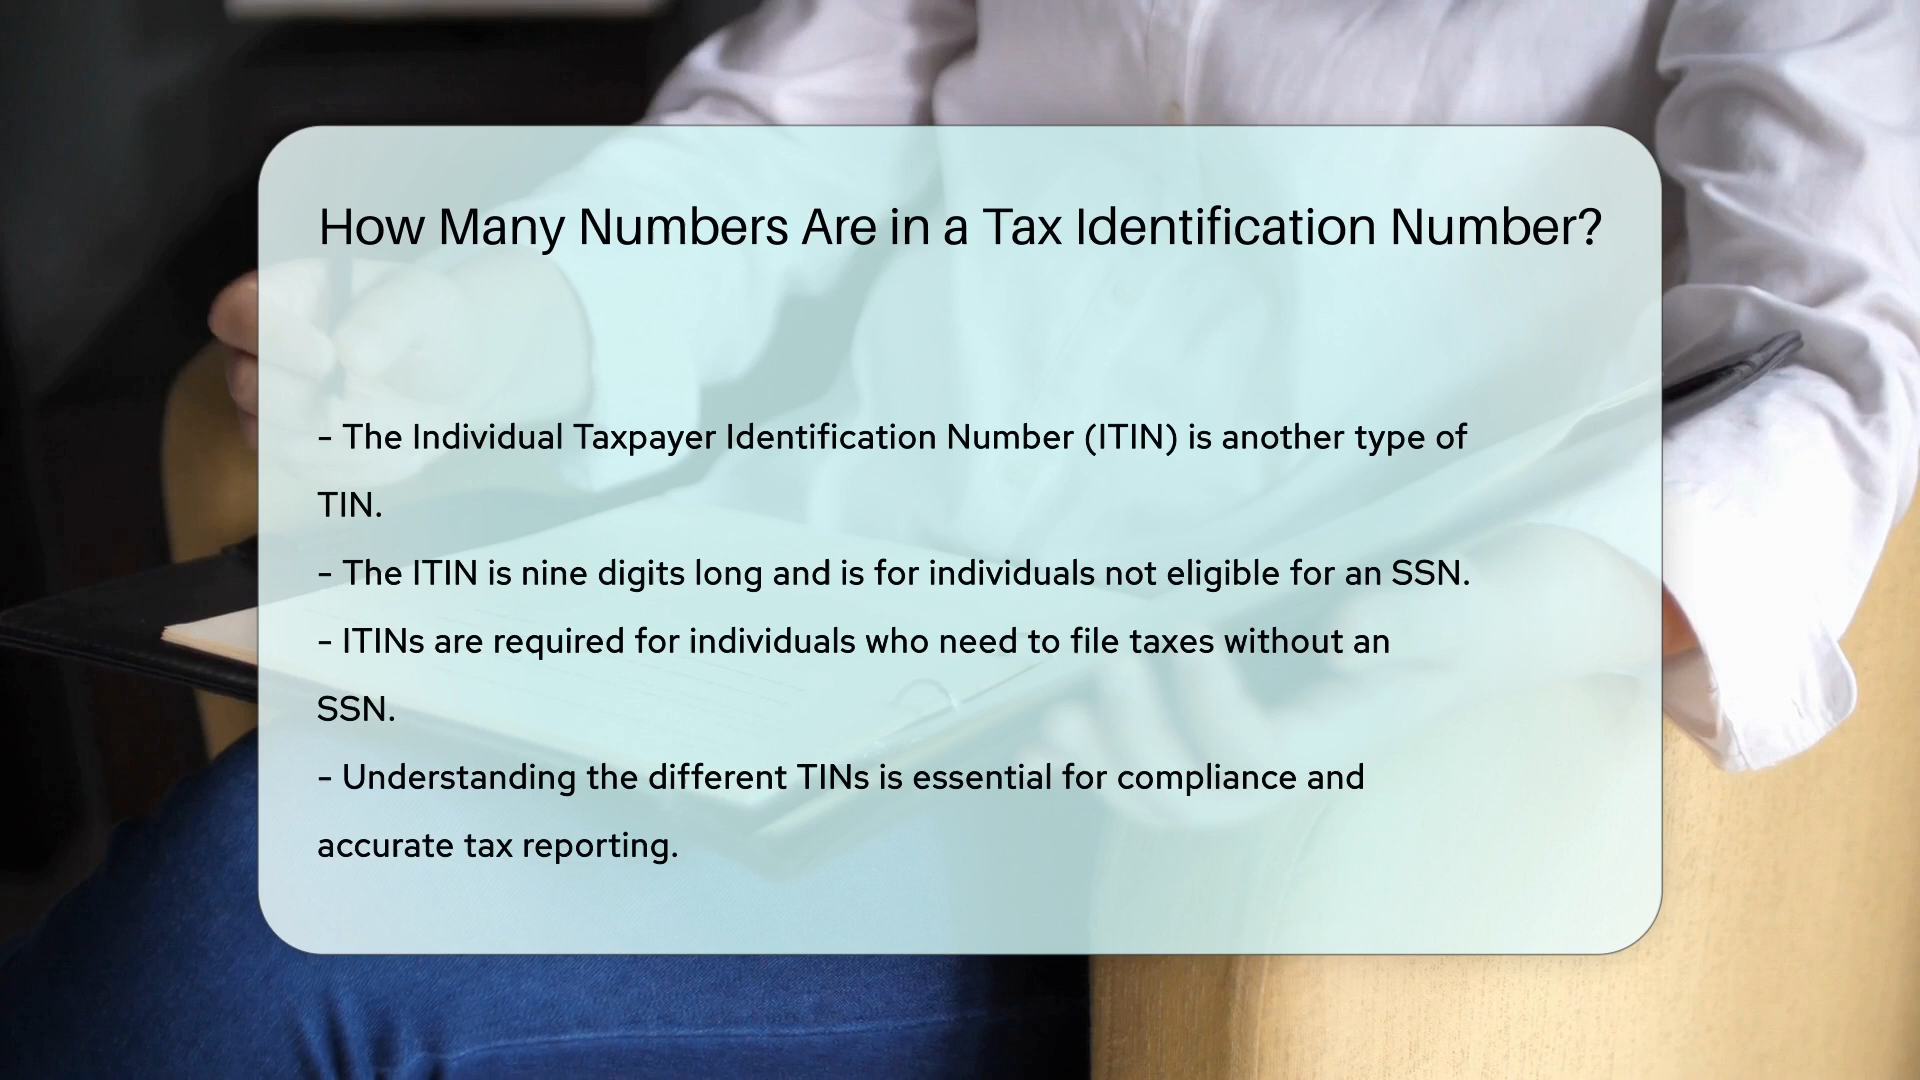 How Many Numbers Are in a Tax Identification Number?
- The Individual Taxpayer Identification Number (ITIN) is another type of
TIN.
- The ITIN is nine digits long and is for individuals not eligible for an SSN.
- ITINs are required for individuals who need to file taxes without an
SSN.
- Understanding the different TINs is essential for compliance and
accurate tax reporting.